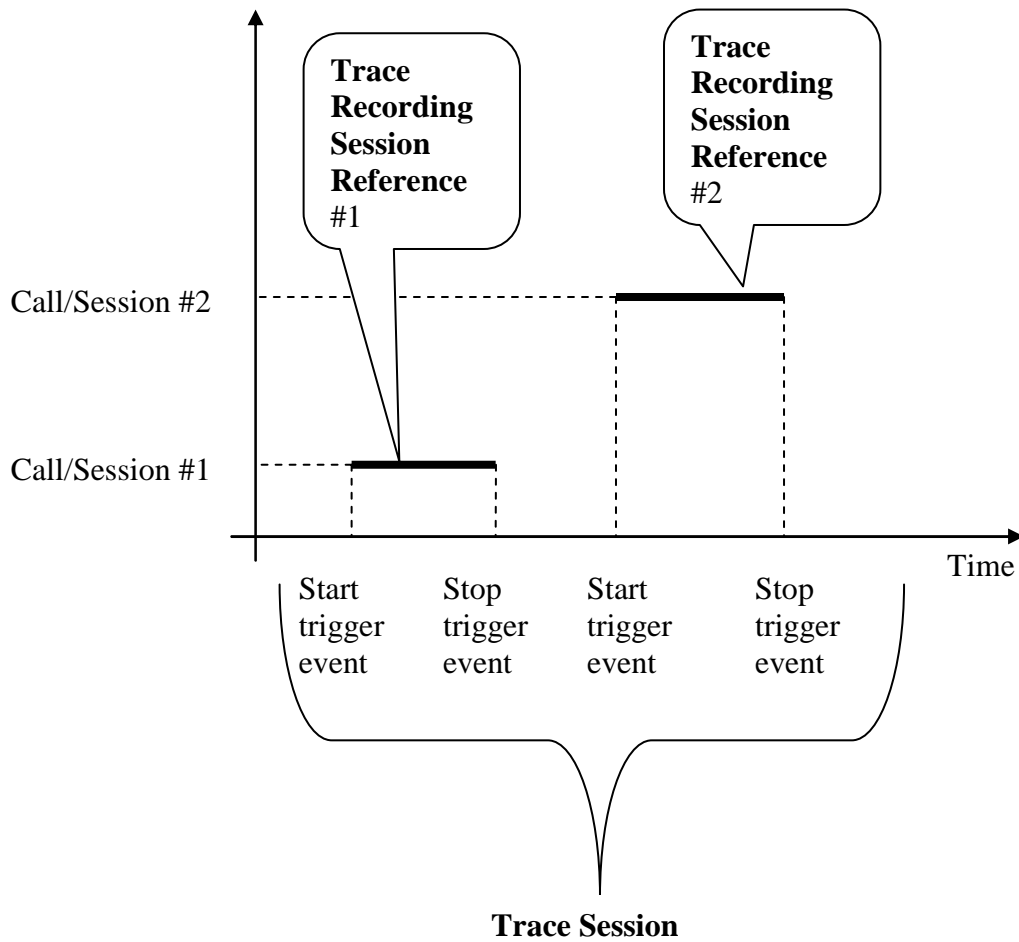 Trace
Recording
Session
Reference
#1
Trace
Recording
Session
Reference
#2
Call/Session #2
Call/Session #1
Time
Start
trigger
event
Stop
trigger
event
Start
trigger
event
Stop
trigger
event
Trace Session